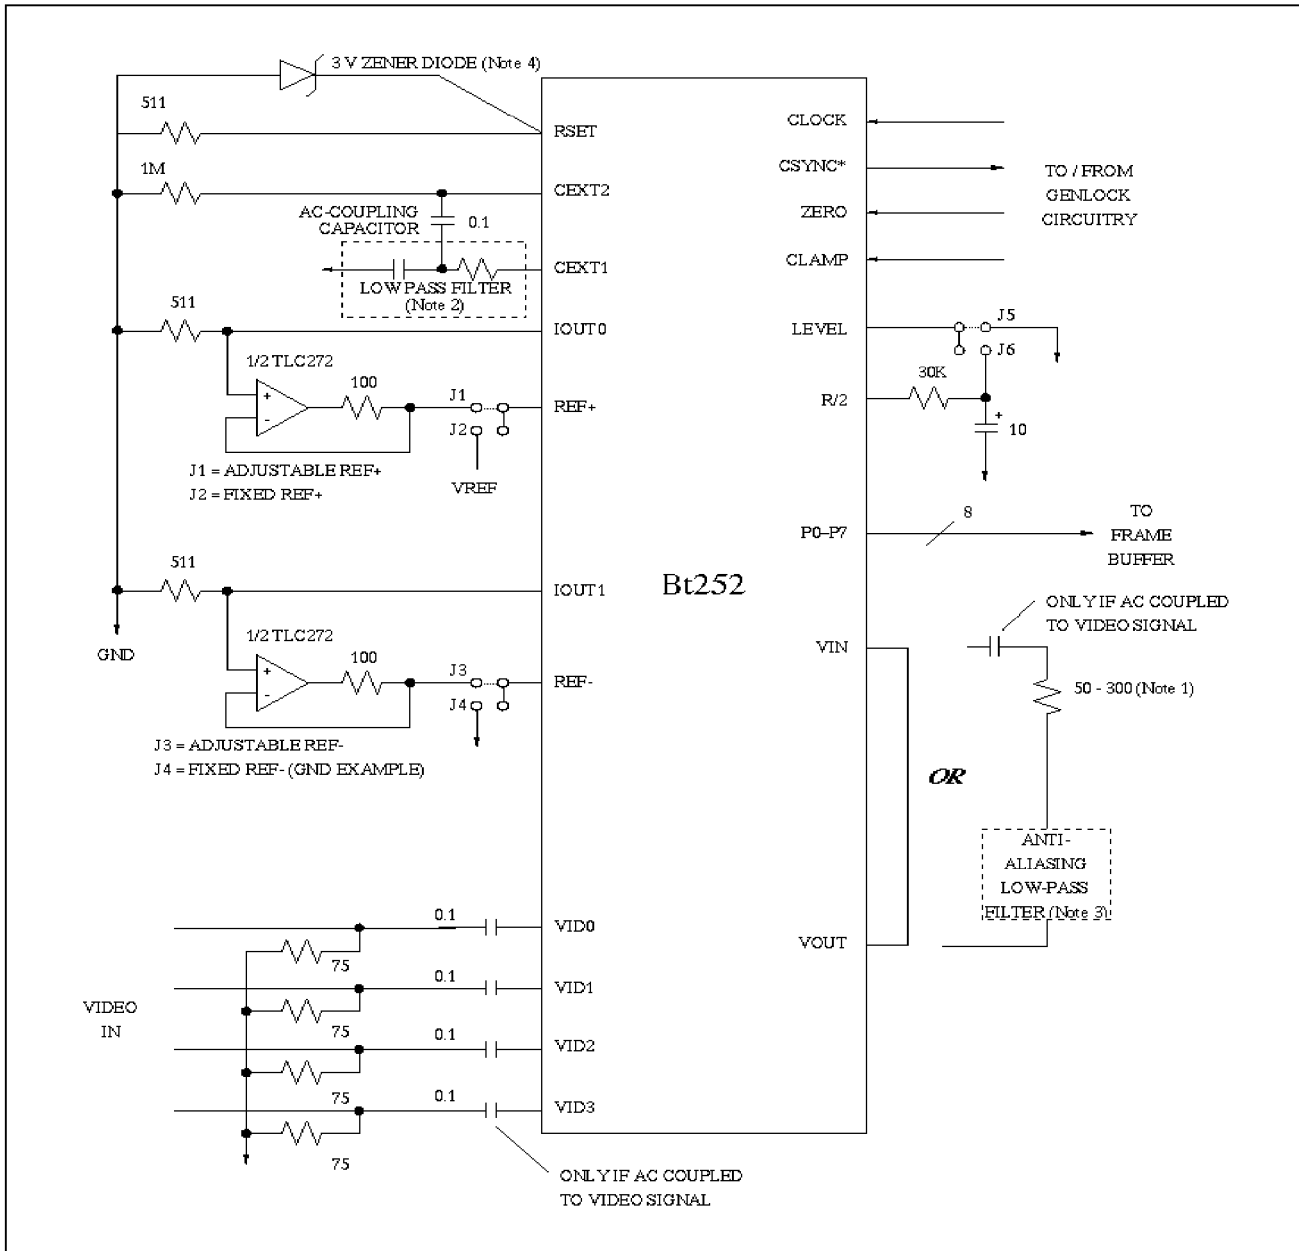 3 V ZENER DIODE (Note 4)
511
RSET
1M
CEXT2
AC-COUPLING
CAPACITOR
0.1
CEXT1
LOW PASS FILTER
(Note 2)
511
IOUT0
1/2 TLC272
+
-
100
J1
REF+
J2
J1 = ADJUSTABLE REF+
J2 = FIXED REF+
VREF
511
IOUT1
GND
1/2 TLC272
+
-
100
J3
REF-
J4
J3 = ADJUSTABLE REF-
J4 = FIXED REF- (GND EXAMPLE)
Bt252
CLOCK
CSYNC*
ZERO
CLAMP
TO / FROM
GENLOCK
CIRCUITRY
LEVEL
J5
J6
30K
R/2
+
10
P0-P7
8
TO
FRAME
BUFFER
ONLY IF AC COUPLED
TO VIDEO SIGNAL
VIN
50 - 300 (Note 1)
OR
ANTI-
ALIASING
LOW-PASS
FILTER (Note 3)
VOUT
VIDEO
IN
0.1
VID0
75
0.1
VID1
75
0.1
VID2
75
0.1
VID3
75
ONLY IF AC COUPLED
TO VIDEO SIGNAL